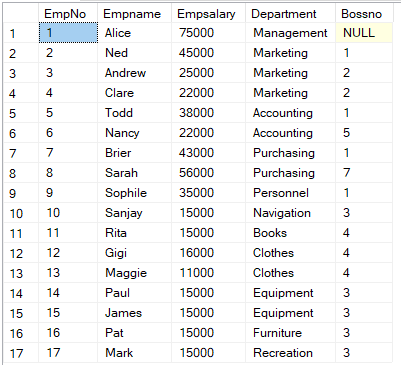 EmpNo Empname Empsalary Department Bossno
1 1 Alice 75000 Management NULL
2 2 Ned 45000 Marketing 1
3 3 Andrew 25000 Marketing 2
4 4 Clare 22000 Marketing 2
5 5 Todd 38000 Accounting 1
6 6 Nancy 22000 Accounting 5
7 7 Brier 43000 Purchasing 1
8 8 Sarah 56000 Purchasing 7
9 9 Sophile 35000 Personnel 1
10 10 Sanjay 15000 Navigation 3
11 11 Rita 15000 Books 4
12 12 Gigi 16000 Clothes 4
13 13 Maggie 11000 Clothes 4
14 14 Paul 15000 Equipment 3
15 15 James 15000 Equipment 3
16 16 Pat 15000 Furniture 3
17 17 Mark 15000 Recreation 3